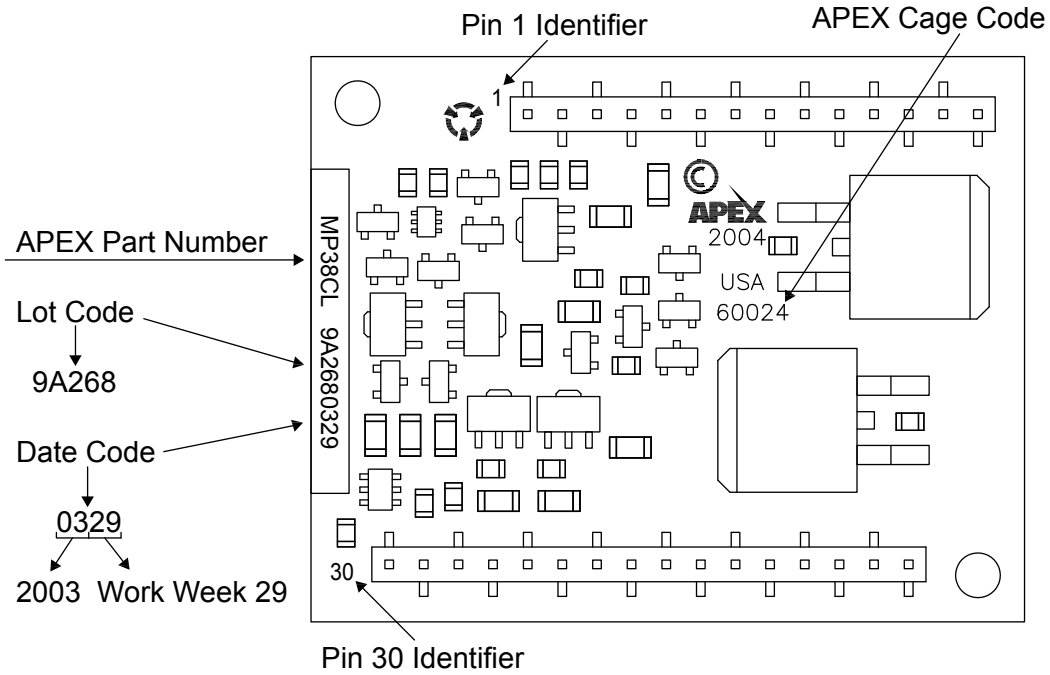 Pin 1 Identifier
APEX Cage Code
1
©
APEX
2004
USA
60024
APEX Part Number
MP38CL 9A2680329
Lot Code
9A268
Date Code
0329
2003 Work Week 29
30
Pin 30 Identifier